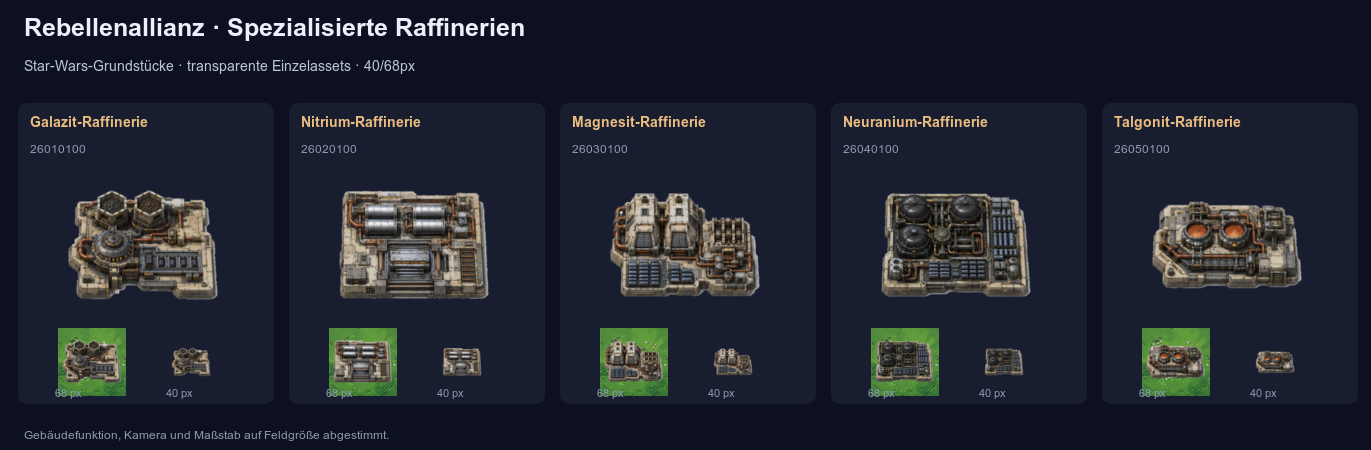 Rebellenallianz · Spezialisierte Raffinerien
Star-Wars-Grundstücke · transparente Einzelassets · 40/68px
Galazit-Raffinerie
26010100
68 px
40 px
Nitrium-Raffinerie
26020100
68 px
40 px
Magnesit-Raffinerie
26030100
68 px
40 px
Neuranium-Raffinerie
26040100
68 px
40 px
Talgonit-Raffinerie
26050100
68 px
40 px
Gebäudefunktion, Kamera und Maßstab auf Feldgröße abgestimmt.